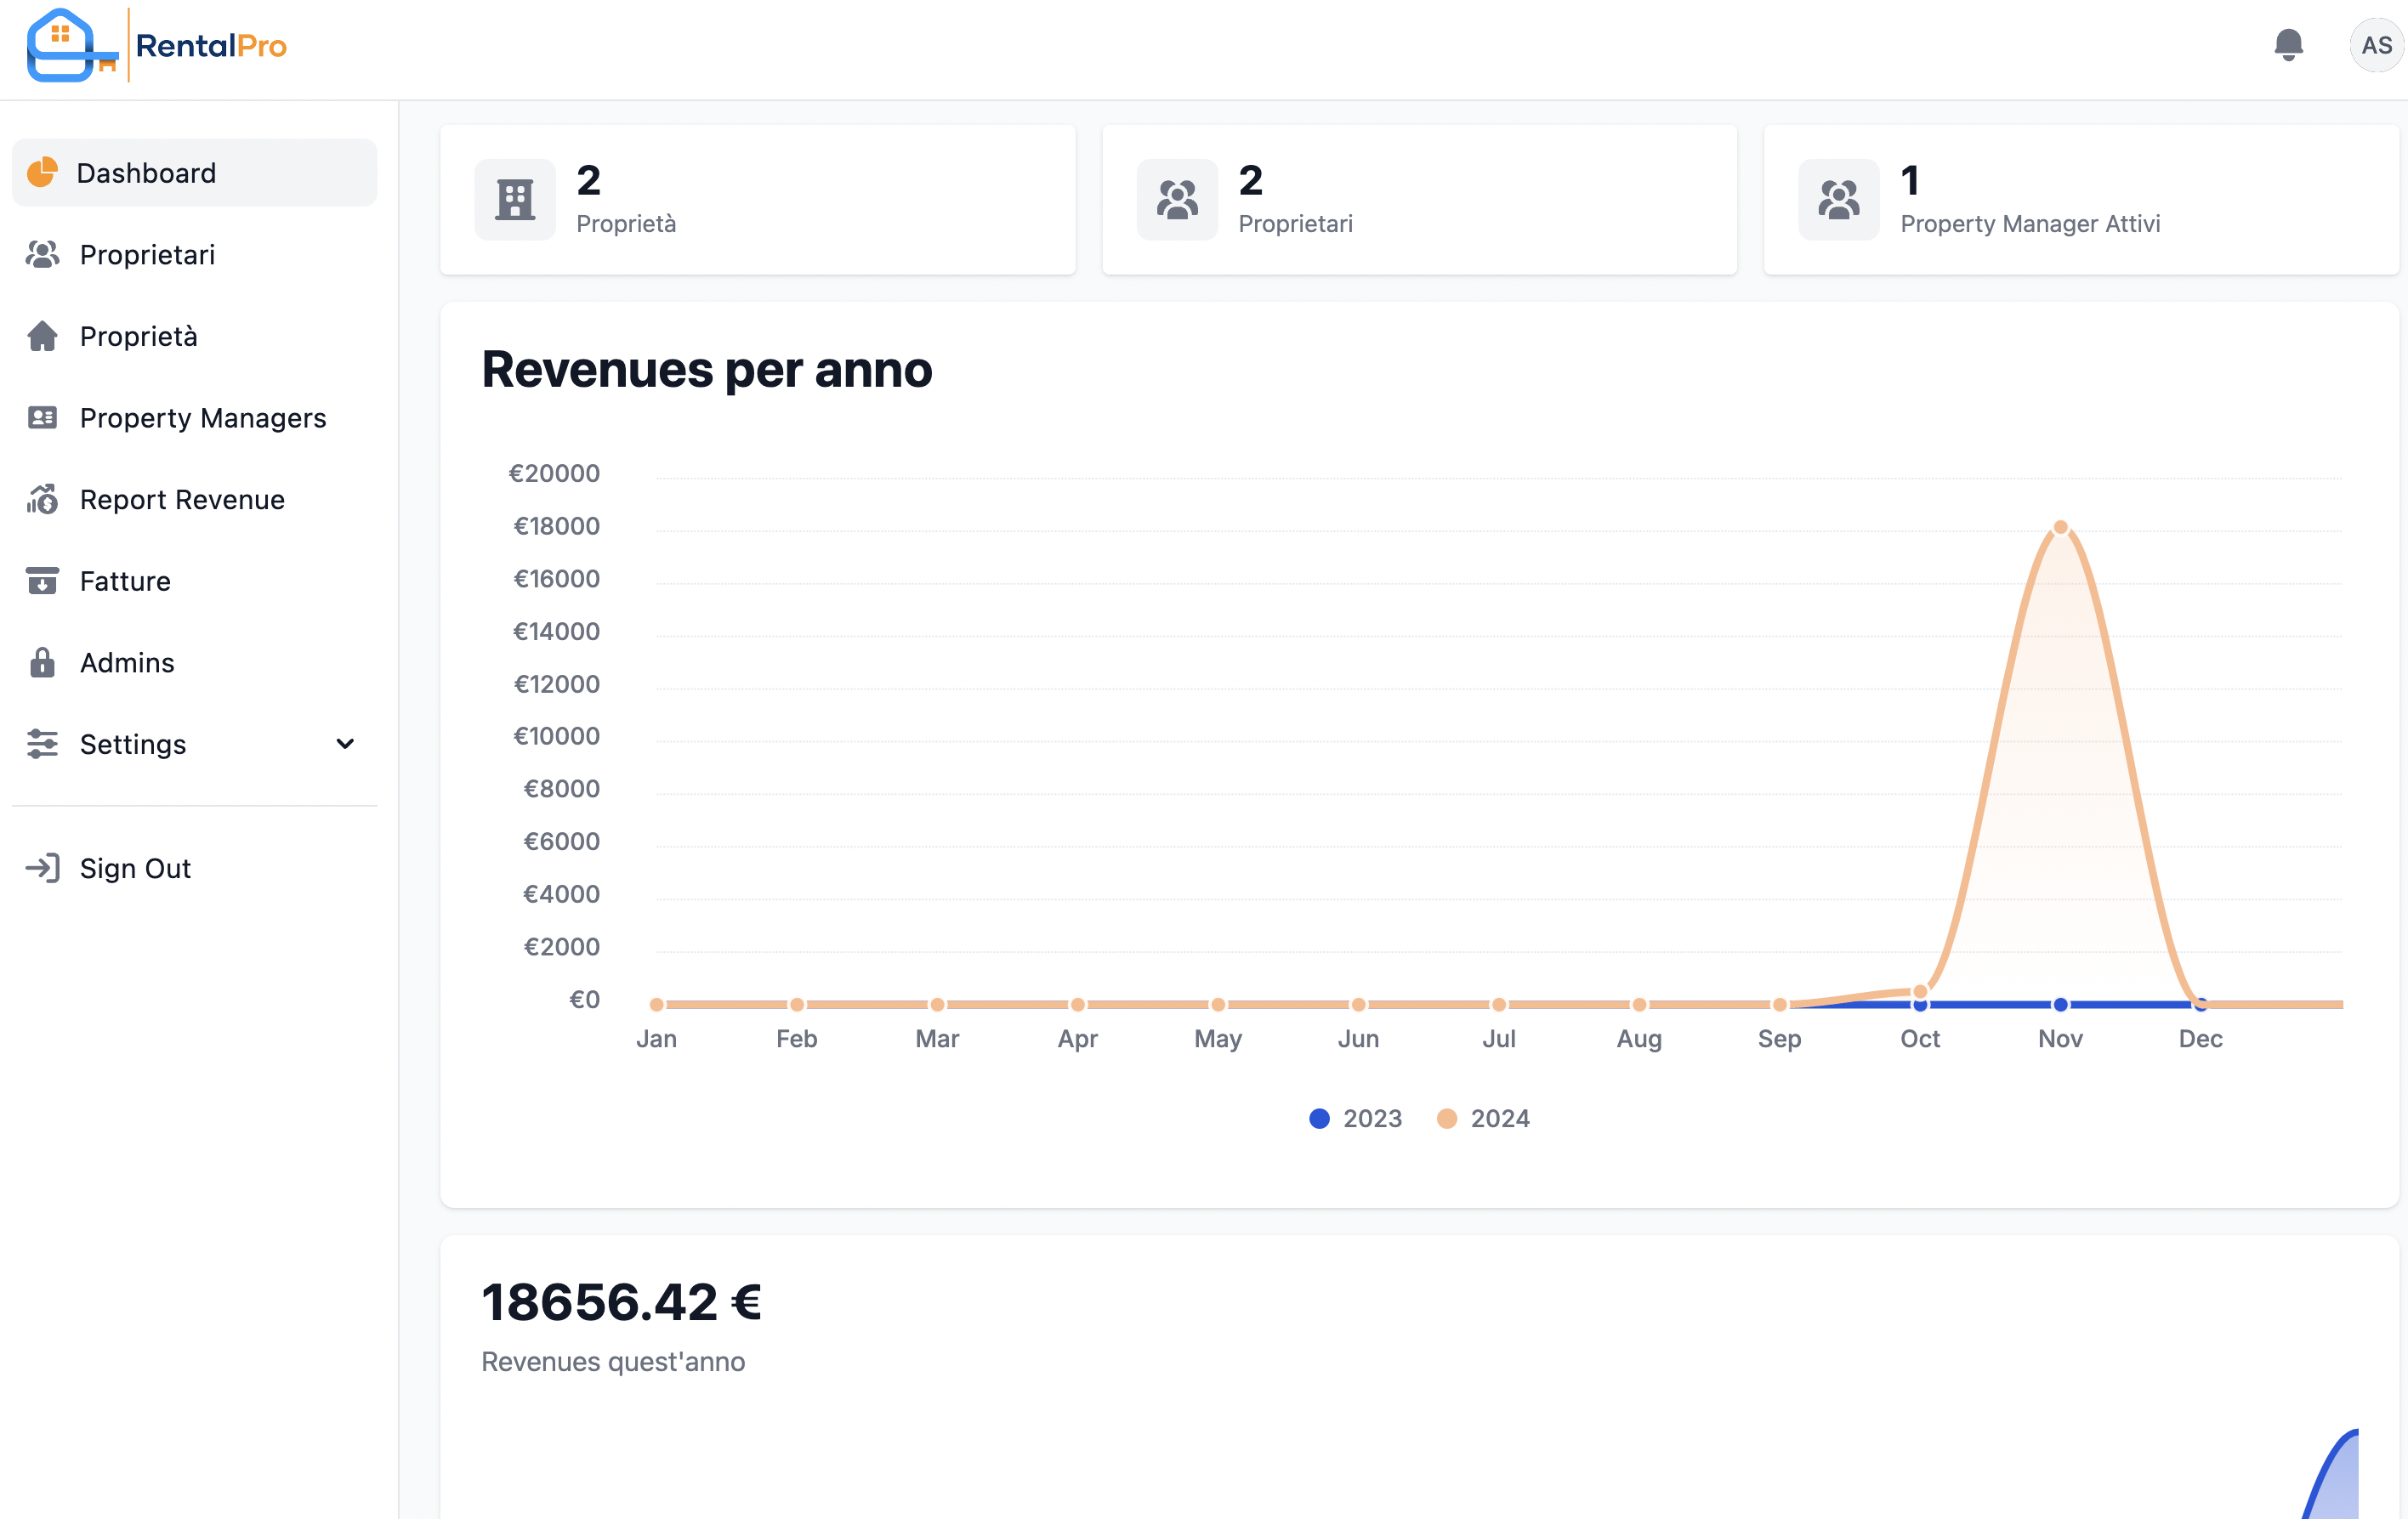 RentalPro
AS
Dashboard
Proprietari
Proprietà
Property Managers
Report Revenue
Fatture
Admins
Settings
Sign Out
2
Proprietà
2
Proprietari
1
Property Manager Attivi
Revenues per anno
€20000
€18000
€16000
€14000
€12000
€10000
€8000
€6000
€4000
€2000
€0
Jan Feb Mar Apr May Jun Jul Aug Sep Oct Nov Dec
2023 2024
18656.42 €
Revenues quest'anno